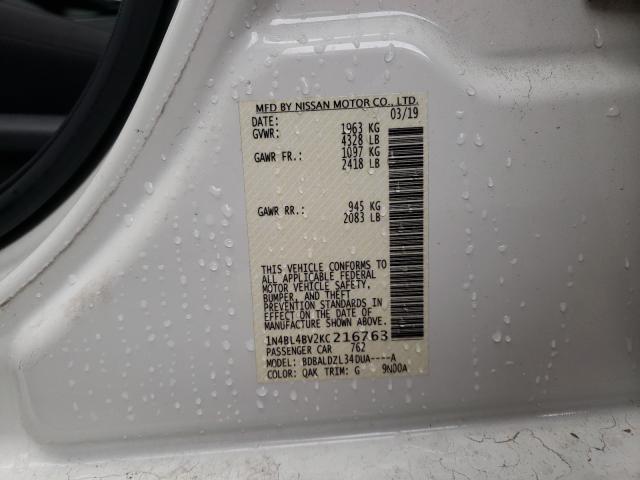 MFD BY NISSAN MOTOR CO., LTD.
DATE: 03/19
GVWR: 1963 KG
4328 LB
GAWR FR.: 1097 KG
2418 LB
GAWR RR.: 945 KG
2083 LB
THIS VEHICLE CONFORMS TO
ALL APPLICABLE FEDERAL
MOTOR VEHICLE SAFETY,
BUMPER, AND THEFT
PREVENTION STANDARDS IN
EFFECT ON THE DATE OF
MANUFACTURE SHOWN ABOVE.
1N4BL4BV2KC216763
PASSENGER CAR 762
MODEL: BDBALDZL34DUA----A
COLOR: QAK TRIM: G 9N00A